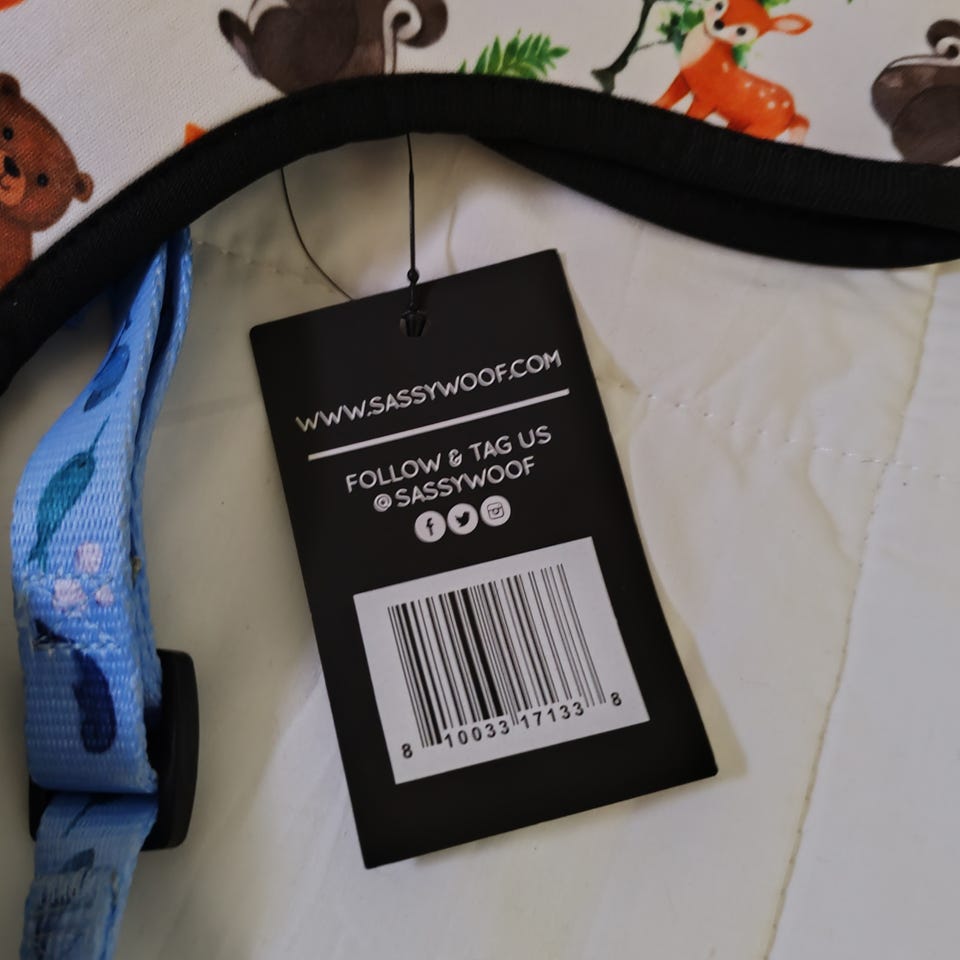 WWW.SASSYWOOF.COM
FOLLOW & TAG US
@SASSYWOOF
8 10033 17133 8